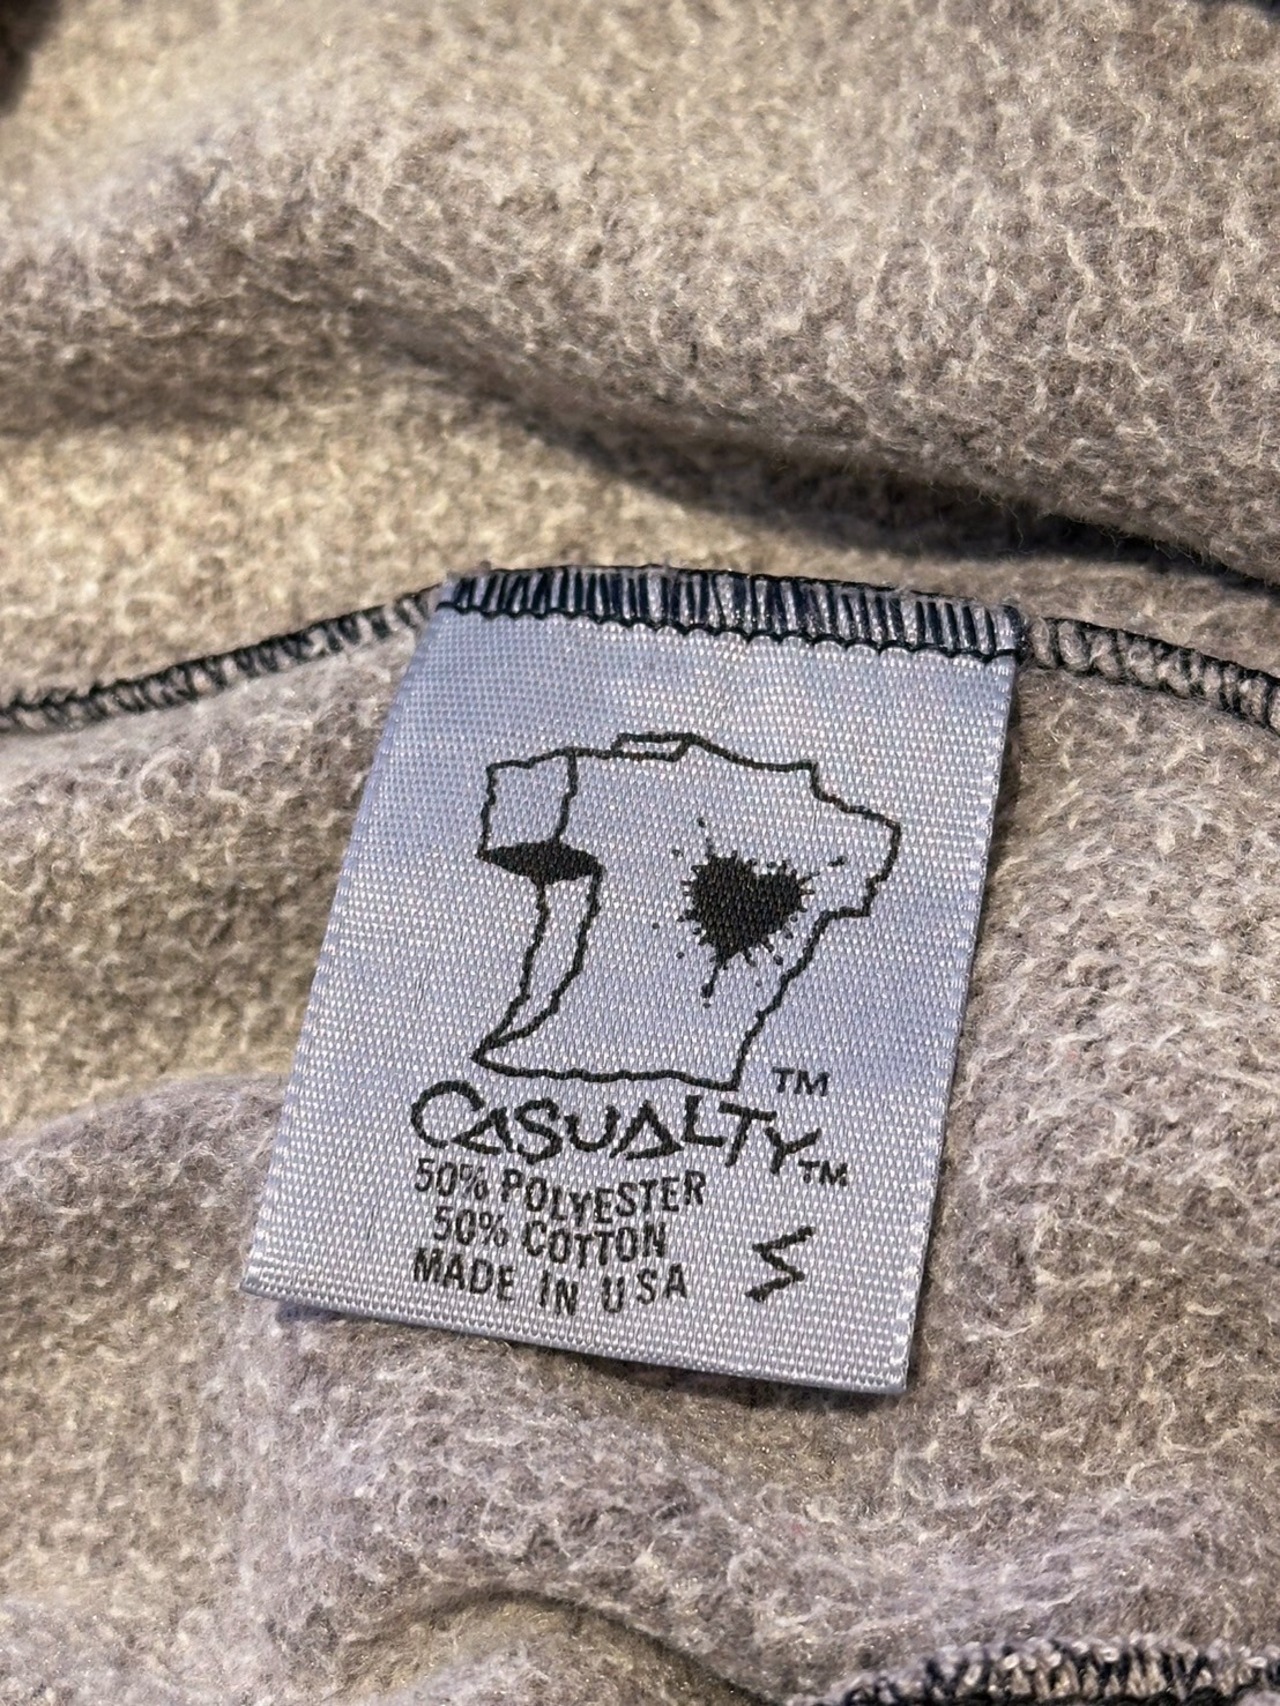 TM
CASUALTY TM
50% POLYESTER
50% COTTON
MADE IN USA S